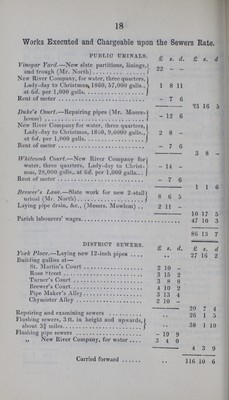 18
Works Executed and Chargeable upon the Sewers Rate.
PUBLIC URINALS. £ s. d. £ s. d
Vinegar Yard.—New slate partitions, linings, and trough (Mr. North) 22 – –
New River Company, for water, three quarters,
Lady-day to Christmas, 1860, 57,000 galls.,
at 6d. per 1,000 galls. 1 8 11
Rent of meter – 7 6
23 16 5
Duke's Court.—Repairing pipes (Mr. Moorehouse) – 12 6
New River Company for water, three quarters,
Lady-day to Christmas, 1860, galls.,
at 6d. per 1,000 galls. 2 8 –
Rent of meter – 7 6
3 8 –
Whitcomb Court.—New River Company for
water, three quarters, Lady-day to Christmas, 28,000 galls., at 6d. per 1,000 galls. – 14 –
Rent of meter – 7 6
1 1 6
Brewer's Lane.—Slate work for new 2-stall
urinal (Mr. North) 8 6 5
Laying pipe drain, &c., (Messrs. Mowlem) 2 11 –
10 17 5
Parish labourers' wages 47 10 3
86 13 7
DISTRICT SEWERS. £ s. d. £ s. d
York Place.—Laying new 12-inch pipes .. 27 16 2
Building gullies at—
St. Martin's Court 2 10 –
Rose Street 3 15 2
Turner's Court 3 8 8
Brewer's Court 4 10 2
Pipe Maker's Alley 3 13 4
Chymister Alley 2 10 –
20 7 4
Repairing and examining sewers .. 26 1 5
Flushing sewers, 3 ft. in height and upwards,
about 3¾ miles .. 38 1 10
Flushing pipe sewers – 19 9
„ New River Company, for water 3 4 0
4 3 9
Carried forward .. 116 10 6